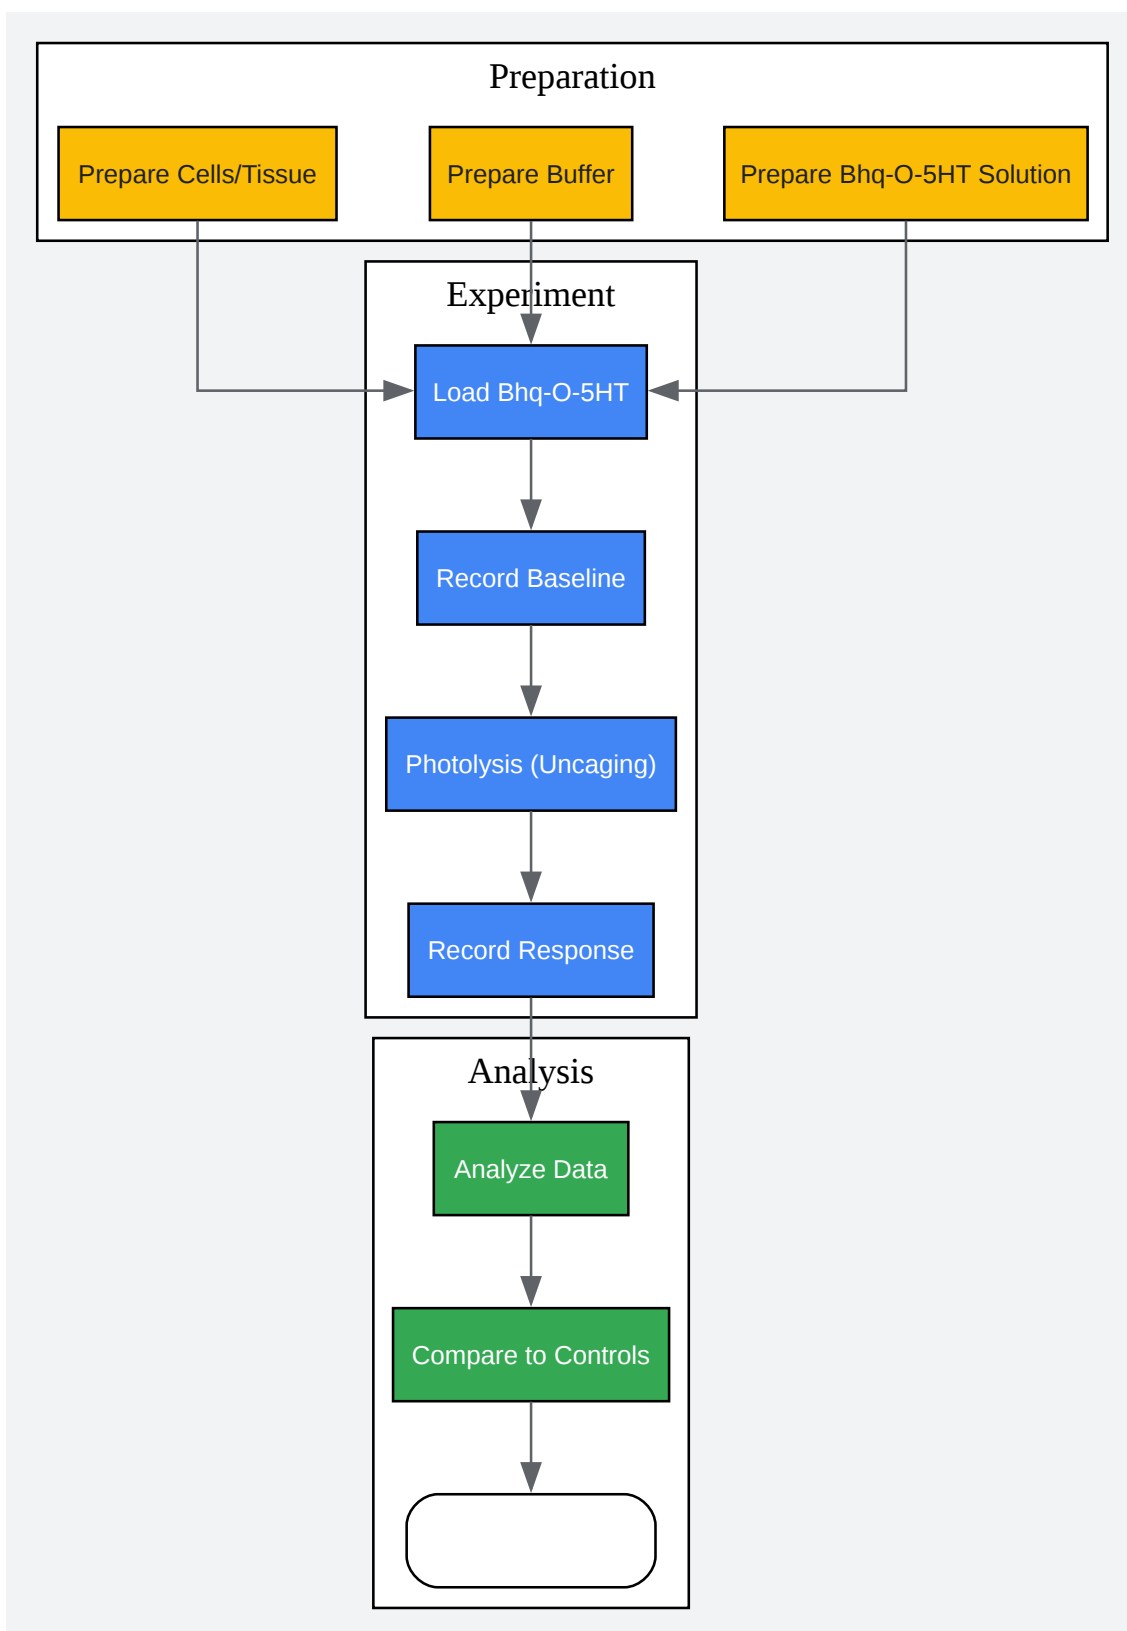 Preparation
Prepare Cells/Tissue
Prepare Buffer
Prepare Bhq-O-5HT Solution
Experiment
Load Bhq-O-5HT
Record Baseline
Photolysis (Uncaging)
Record Response
Analysis
Analyze Data
Compare to Controls